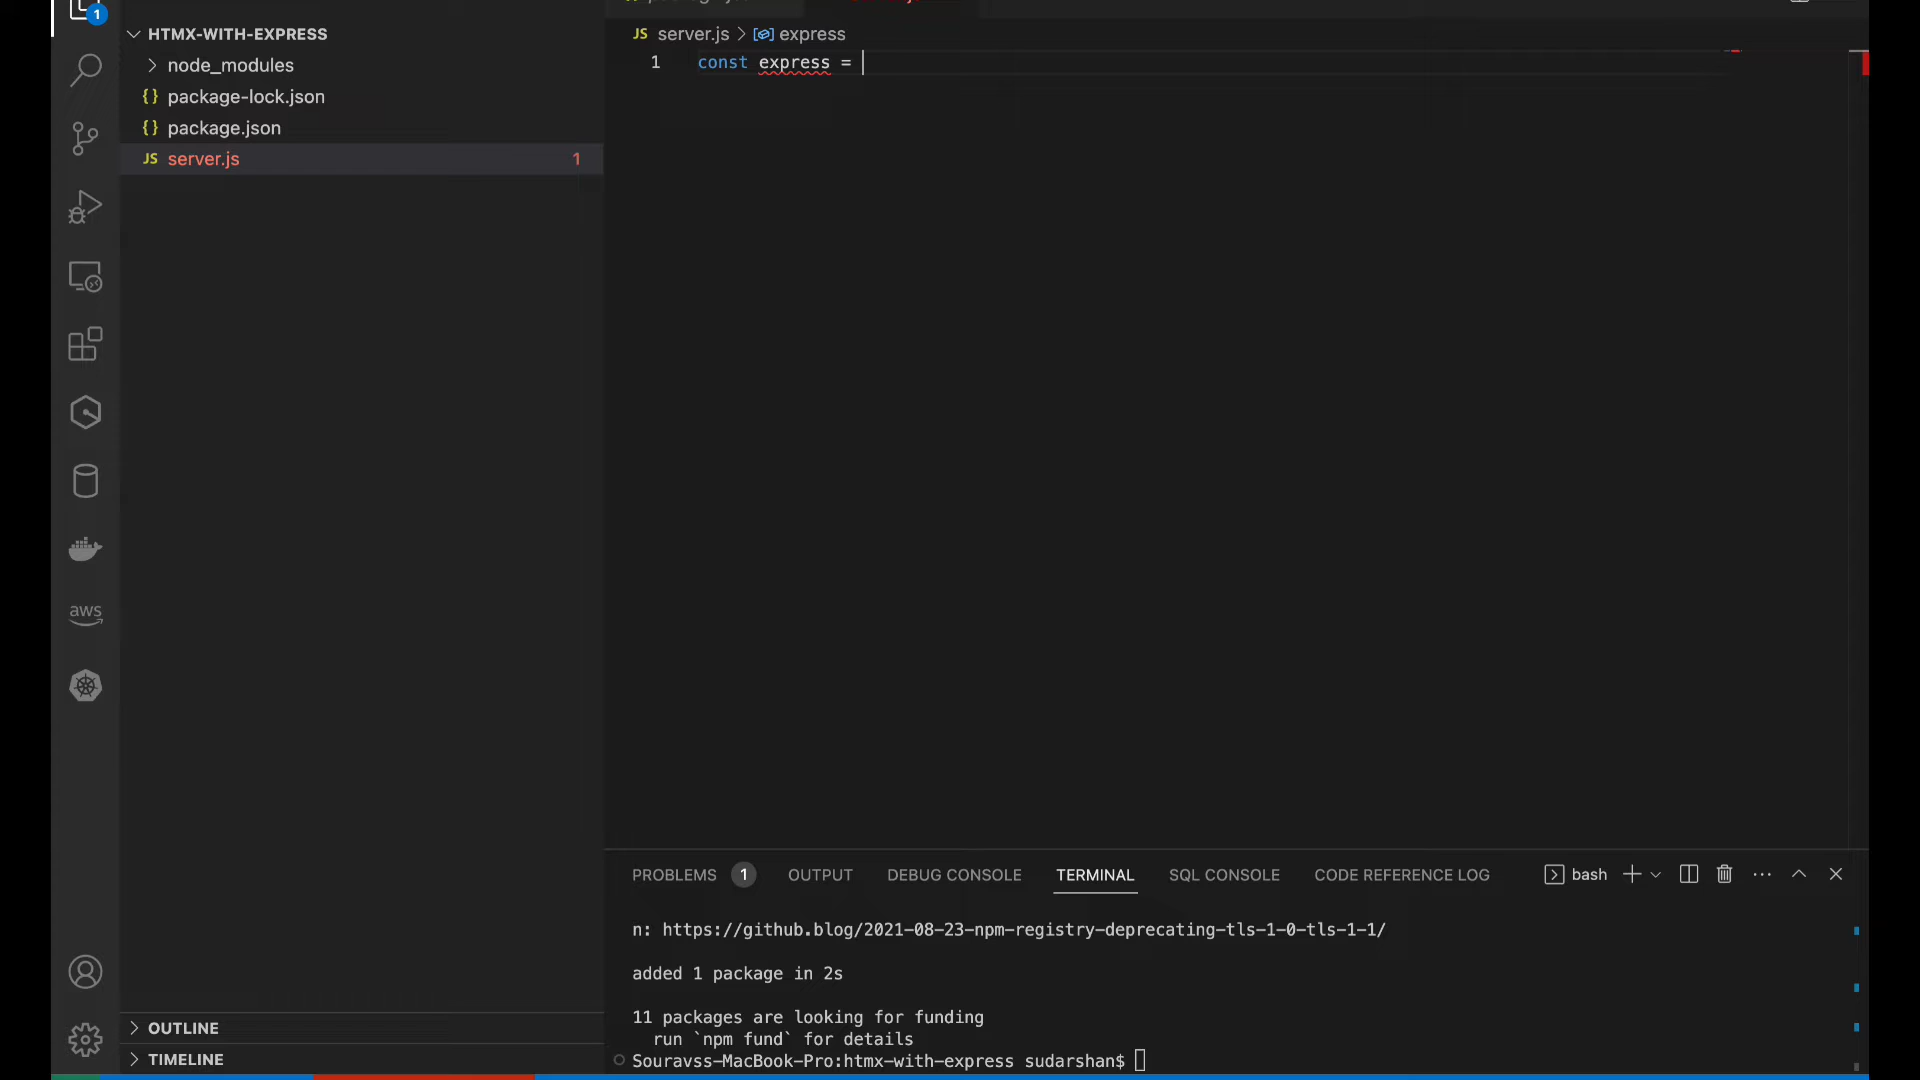 1
HTMX-WITH-EXPRESS
node_modules
{} package-lock.json
{} package.json
JS server.js 1
aws
OUTLINE
TIMELINE
JS server.js > express
1 const express =
PROBLEMS 1 OUTPUT DEBUG CONSOLE TERMINAL SQL CONSOLE CODE REFERENCE LOG bash
n: https://github.blog/2021-08-23-npm-registry-deprecating-tls-1-0-tls-1-1/
added 1 package in 2s
11 packages are looking for funding
run `npm fund` for details
Souravss-MacBook-Pro:htmx-with-express sudarshan$